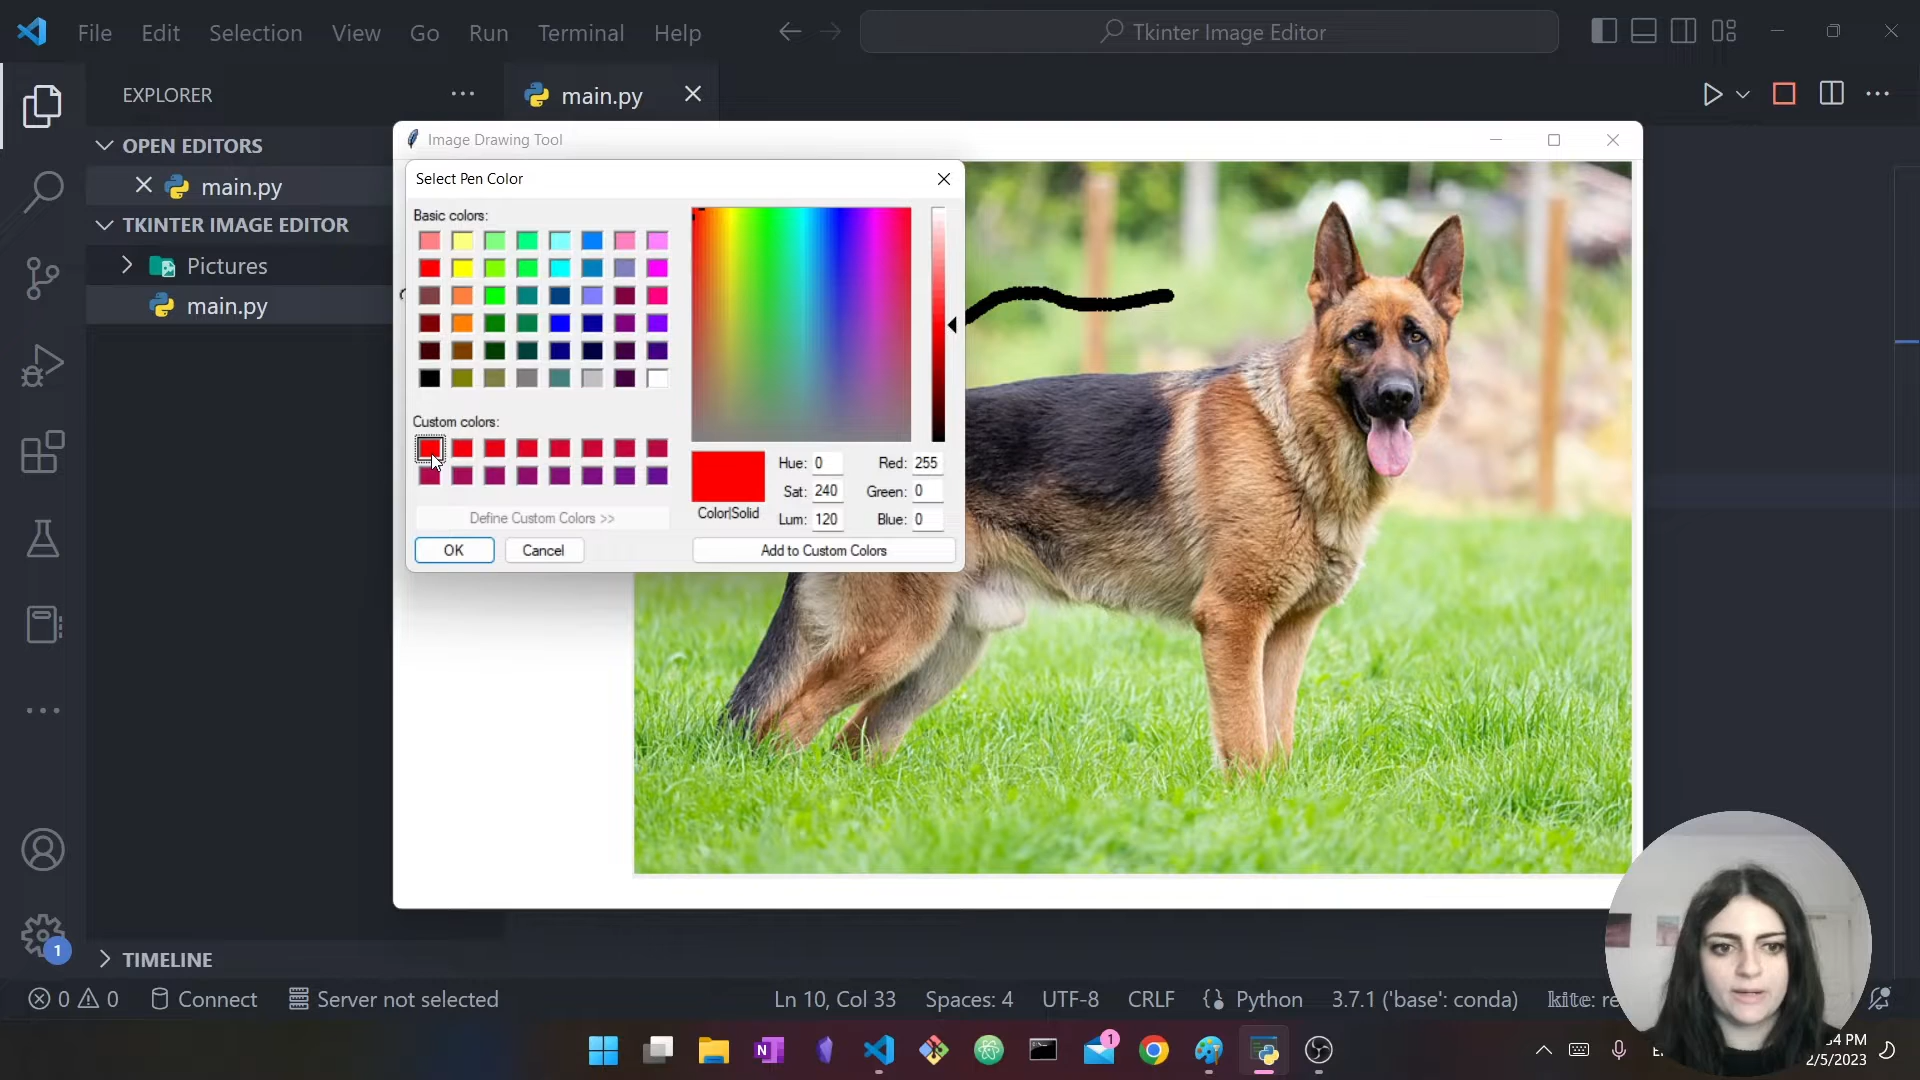 File Edit Selection View Go Run Terminal Help
Tkinter Image Editor
EXPLORER
main.py
OPEN EDITORS
main.py
TKINTER IMAGE EDITOR
Pictures
main.py
Image Drawing Tool
Select Pen Color
Basic colors:
Custom colors:
Define Custom Colors >>
OK
Cancel
Color|Solid
Hue: 0
Sat: 240
Lum: 120
Red: 255
Green: 0
Blue: 0
Add to Custom Colors
1
TIMELINE
0 0 Connect Server not selected
Ln 10, Col 33 Spaces: 4 UTF-8 CRLF Python 3.7.1 ('base': conda) kite:
1
PM
2/5/2023